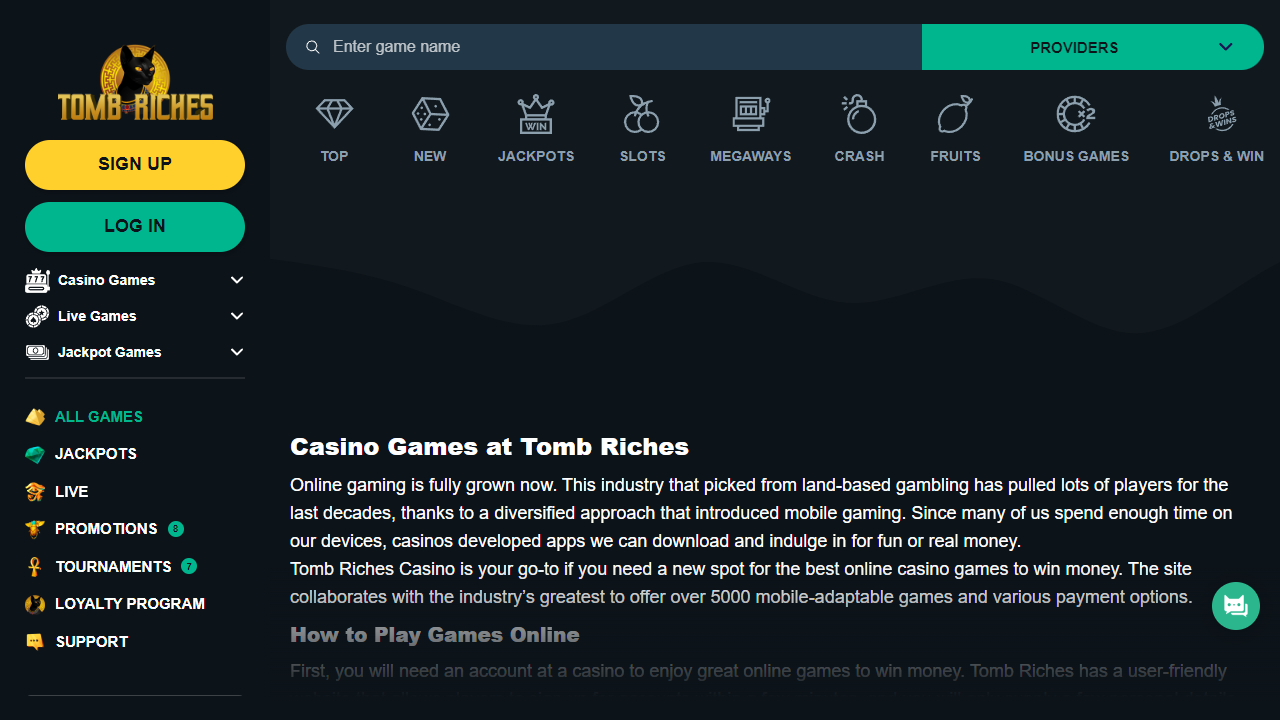 TOMB RICHES
SIGN UP
LOG IN
Casino Games
Live Games
Jackpot Games
ALL GAMES
JACKPOTS
LIVE
PROMOTIONS 8
TOURNAMENTS 7
LOYALTY PROGRAM
SUPPORT
Enter game name
PROVIDERS
WIN
X2
DROPS
&WINS
TOP NEW JACKPOTS SLOTS MEGAWAYS CRASH FRUITS BONUS GAMES DROPS & WIN
Casino Games at Tomb Riches
Online gaming is fully grown now. This industry that picked from land-based gambling has pulled lots of players for the
last decades, thanks to a diversified approach that introduced mobile gaming. Since many of us spend enough time on
our devices, casinos developed apps we can download and indulge in for fun or real money.
Tomb Riches Casino is your go-to if you need a new spot for the best online casino games to win money. The site
collaborates with the industry’s greatest to offer over 5000 mobile-adaptable games and various payment options.
How to Play Games Online
First, you will need an account at a casino to enjoy great online games to win money. Tomb Riches has a user-friendly